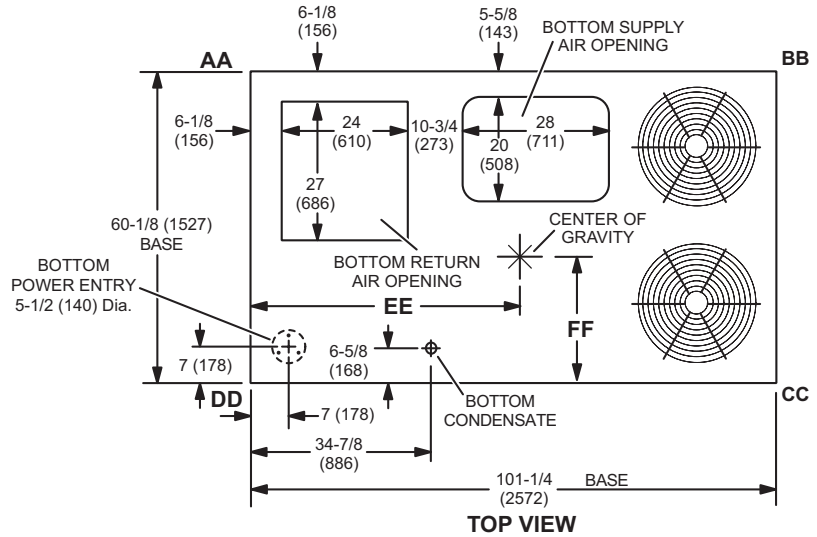 6-1/8
(156)
5-5/8
(143)
BOTTOM SUPPLY
AIR OPENING
AA
BB
6-1/8
(156)
24
(610)
10-3/4
(273)
28
(711)
20
(508)
27
(686)
60-1/8 (1527)
BASE
CENTER OF
GRAVITY
BOTTOM RETURN
AIR OPENING
BOTTOM
POWER ENTRY
5-1/2 (140) Dia.
EE
FF
7 (178)
6-5/8
(168)
DD
CC
7 (178)
BOTTOM
CONDENSATE
34-7/8
(886)
101-1/4
(2572)
BASE
TOP VIEW